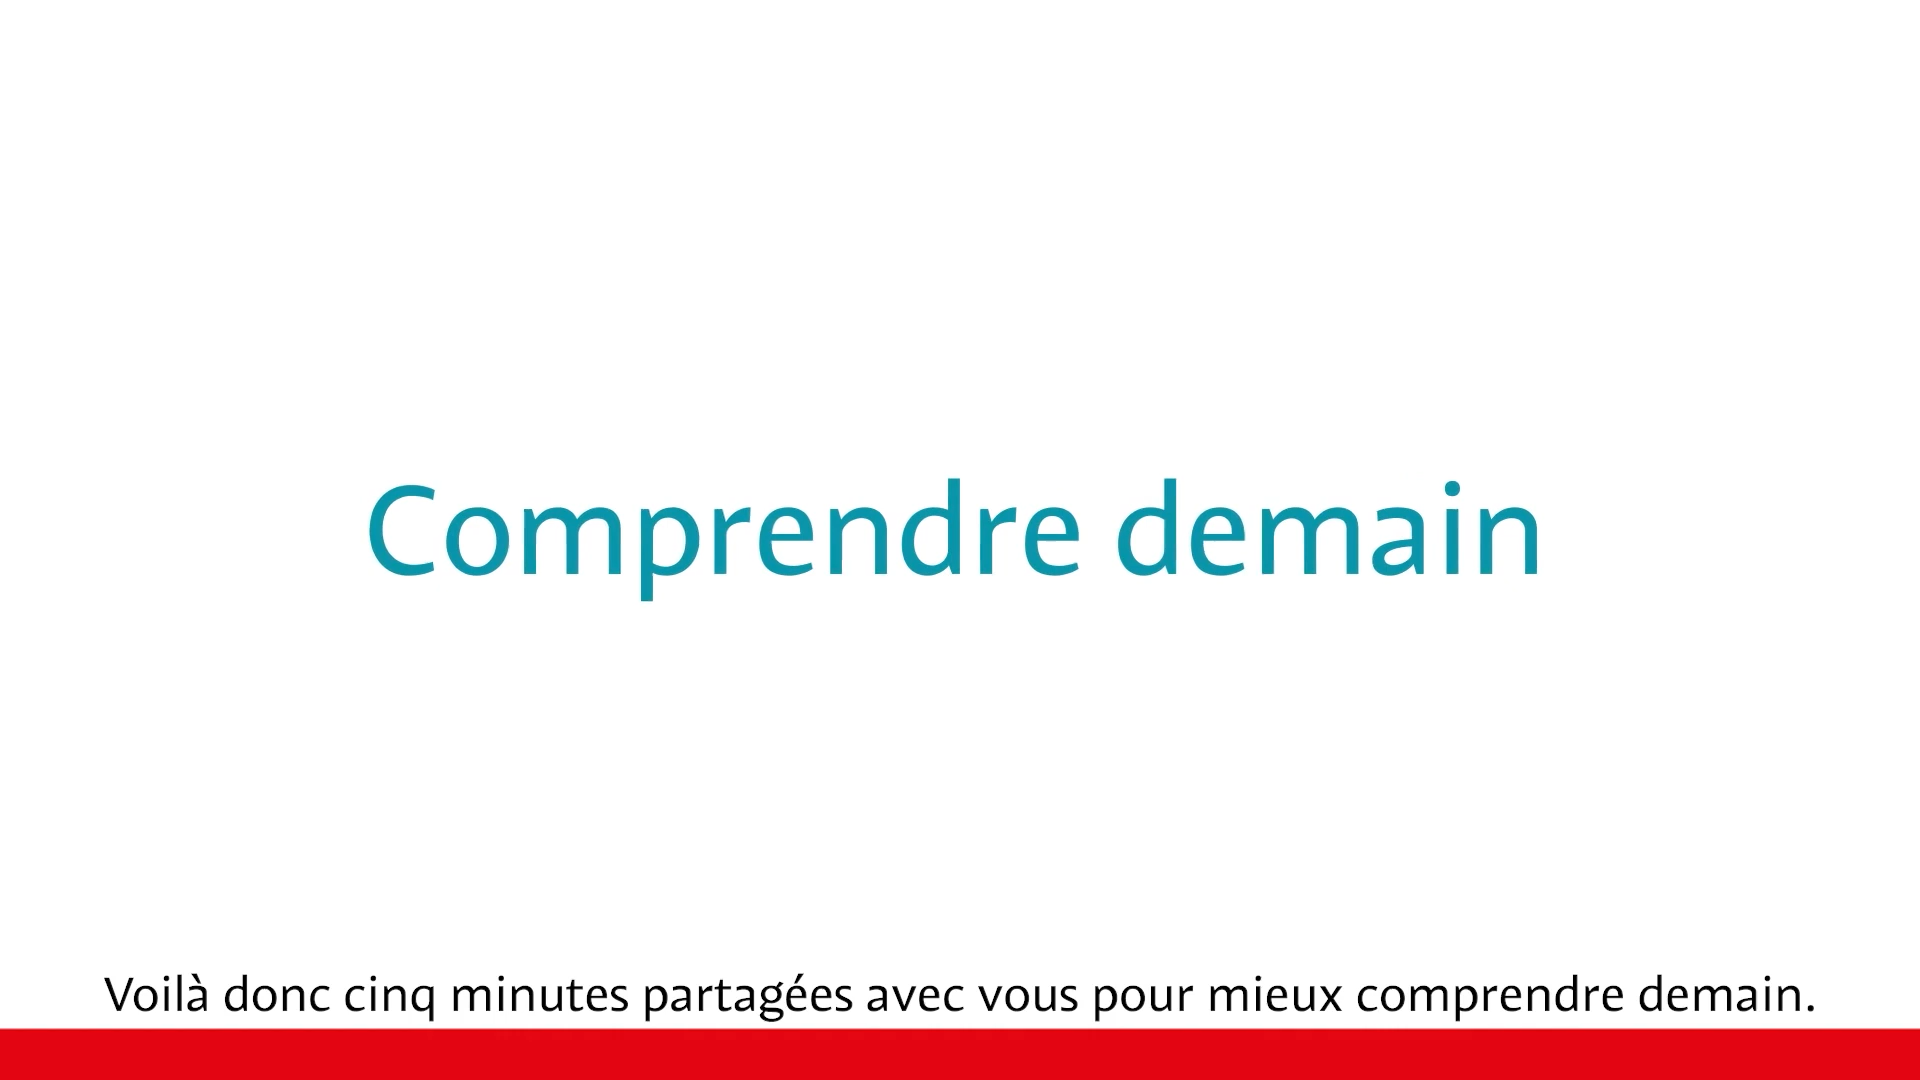 Comprendre demain
Voilà donc cinq minutes partagées avec vous pour mieux comprendre demain.